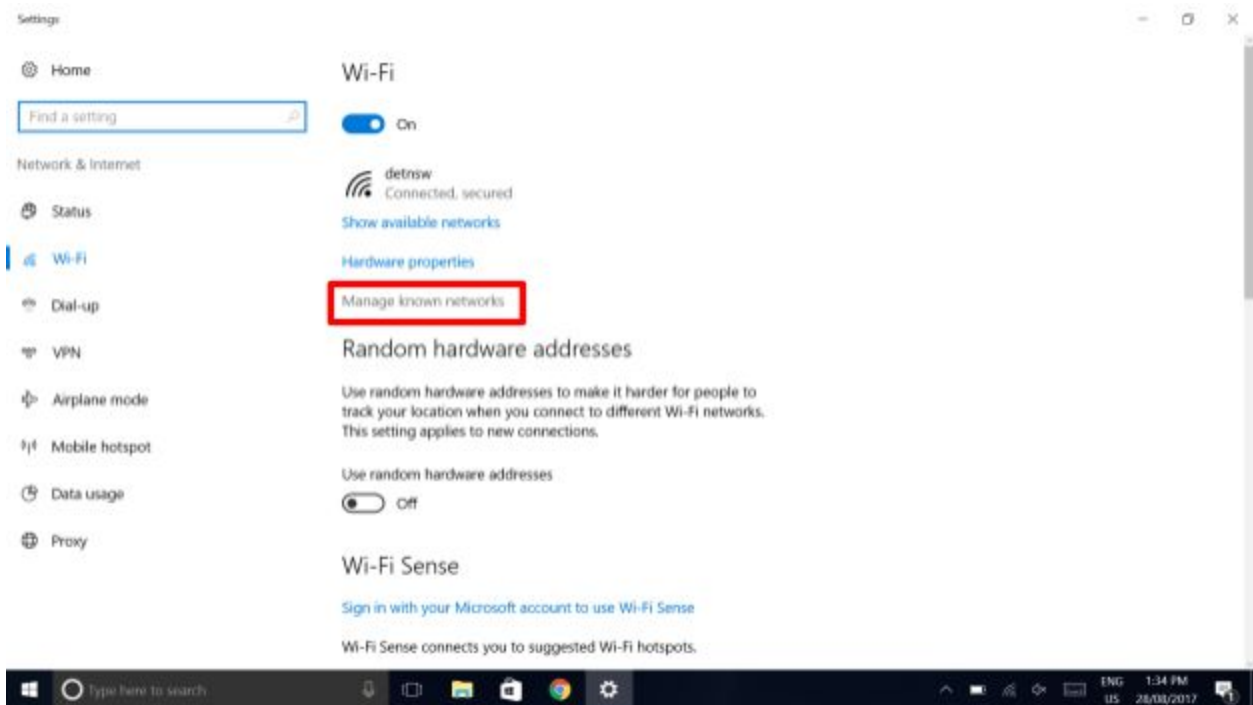 Settings
Home
Find a setting
Network & Internet
Status
Wi-Fi
Dial-up
VPN
Airplane mode
Mobile hotspot
Data usage
Proxy
Wi-Fi
On
detnsw
Connected, secured
Show available networks
Hardware properties
Manage known networks
Random hardware addresses
Use random hardware addresses to make it harder for people to
track your location when you connect to different Wi-Fi networks.
This setting applies to new connections.
Use random hardware addresses
Off
Wi-Fi Sense
Sign in with your Microsoft account to use Wi-Fi Sense
Wi-Fi Sense connects you to suggested Wi-Fi hotspots.
Type here to search
ENG
US
1:34 PM
28/08/2017
1